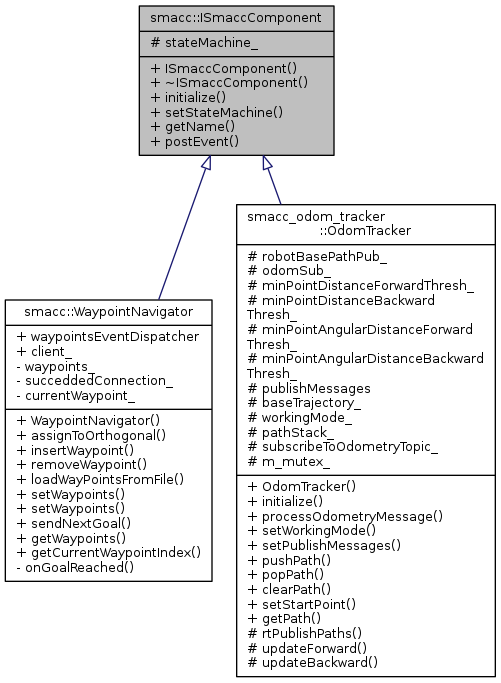 smacc::ISmaccComponent
# stateMachine_
+ ISmaccComponent()
+ ~ISmaccComponent()
+ initialize()
+ setStateMachine()
+ getName()
+ postEvent()
smacc::WaypointNavigator
+ waypointsEventDispatcher
+ client_
- waypoints_
- succeddedConnection_
- currentWaypoint_
+ WaypointNavigator()
+ assignToOrthogonal()
+ insertWaypoint()
+ removeWaypoint()
+ loadWayPointsFromFile()
+ setWaypoints()
+ setWaypoints()
+ sendNextGoal()
+ getWaypoints()
+ getCurrentWaypointIndex()
- onGoalReached()
smacc_odom_tracker
::OdomTracker
# robotBasePathPub_
# odomSub_
# minPointDistanceForwardThresh_
# minPointDistanceBackward
Thresh_
# minPointAngularDistanceForward
Thresh_
# minPointAngularDistanceBackward
Thresh_
# publishMessages
# baseTrajectory_
# workingMode_
# pathStack_
# subscribeToOdometryTopic_
# m_mutex_
+ OdomTracker()
+ initialize()
+ processOdometryMessage()
+ setWorkingMode()
+ setPublishMessages()
+ pushPath()
+ popPath()
+ clearPath()
+ setStartPoint()
+ getPath()
# rtPublishPaths()
# updateForward()
# updateBackward()